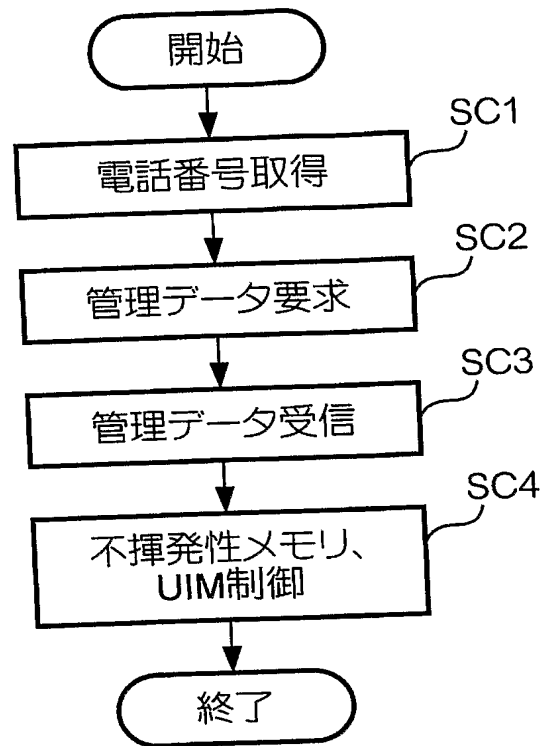 開始
SC1
電話番号取得
SC2
管理データ要求
SC3
管理データ受信
SC4
不揮発性メモリ、
UIM制御
終了